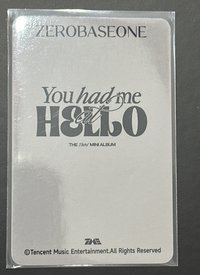 ZEROBASEONE
You had me
at
HELLO
THE 3rd MINI ALBUM
ZB1
©Tencent Music Entertainment.All Rights Reserved